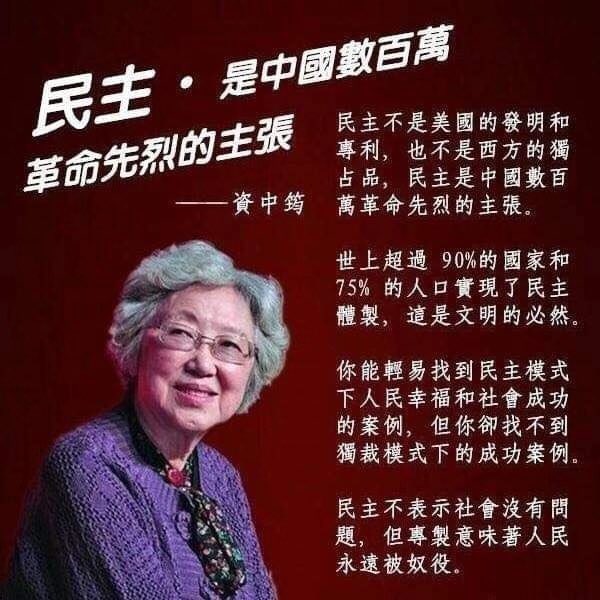 民主·是中國數百萬
革命先烈的主張
——資中筠
民主不是美國的發明和
專利，也不是西方的獨
占品，民主是中國數百
萬革命先烈的主張。
世上超過 90%的國家和
75% 的人口實現了民主
體製，這是文明的必然。
你能輕易找到民主模式
下人民幸福和社會成功
的案例，但你卻找不到
獨裁模式下的成功案例。
民主不表示社會沒有問
題，但專製意味著人民
永遠被奴役。